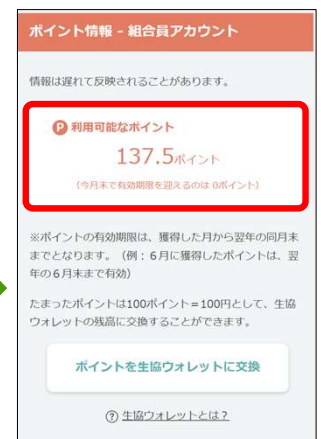 ポイント情報 - 組合員アカウント
情報は遅れて反映されることがあります。
P 利用可能なポイント
137.5ポイント
(今月末で有効期限を迎えるのは 0ポイント)
※ポイントの有効期限は、獲得した月から翌年の同月末
までとなります。(例：6月に獲得したポイントは、翌
年の6月末まで有効)
たまったポイントは100ポイント＝100円として、生協
ウォレットの残高に交換することができます。
ポイントを生協ウォレットに交換
? 生協ウォレットとは？